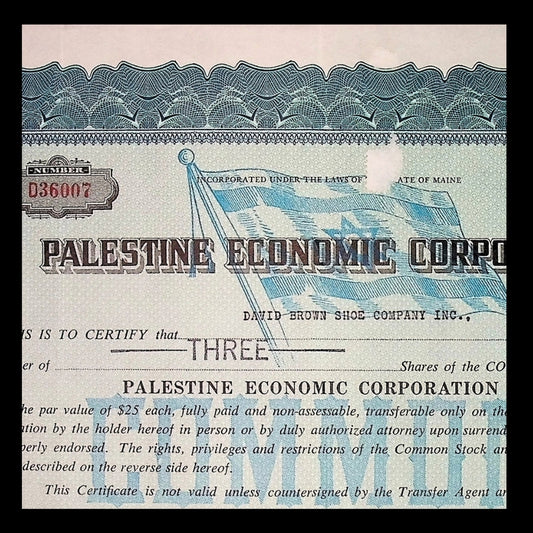 NUMBER
D36007
INCORPORATED UNDER THE LAWS OF ATE OF MAINE
PALESTINE ECONOMIC CORPO
DAVID BROWN SHOE COMPANY INC.,
IS IS TO CERTIFY that
THREE
er of Shares of the CO
PALESTINE ECONOMIC CORPORATION
he par value of $25 each, fully paid and non-assessable, transferable only on the
ation by the holder hereof in person or by duly authorized attorney upon surrend
perly endorsed. The rights, privileges and restrictions of the Common Stock an
described on the reverse side hereof.
COMMON
This Certificate is not valid unless countersigned by the Transfer Agent an